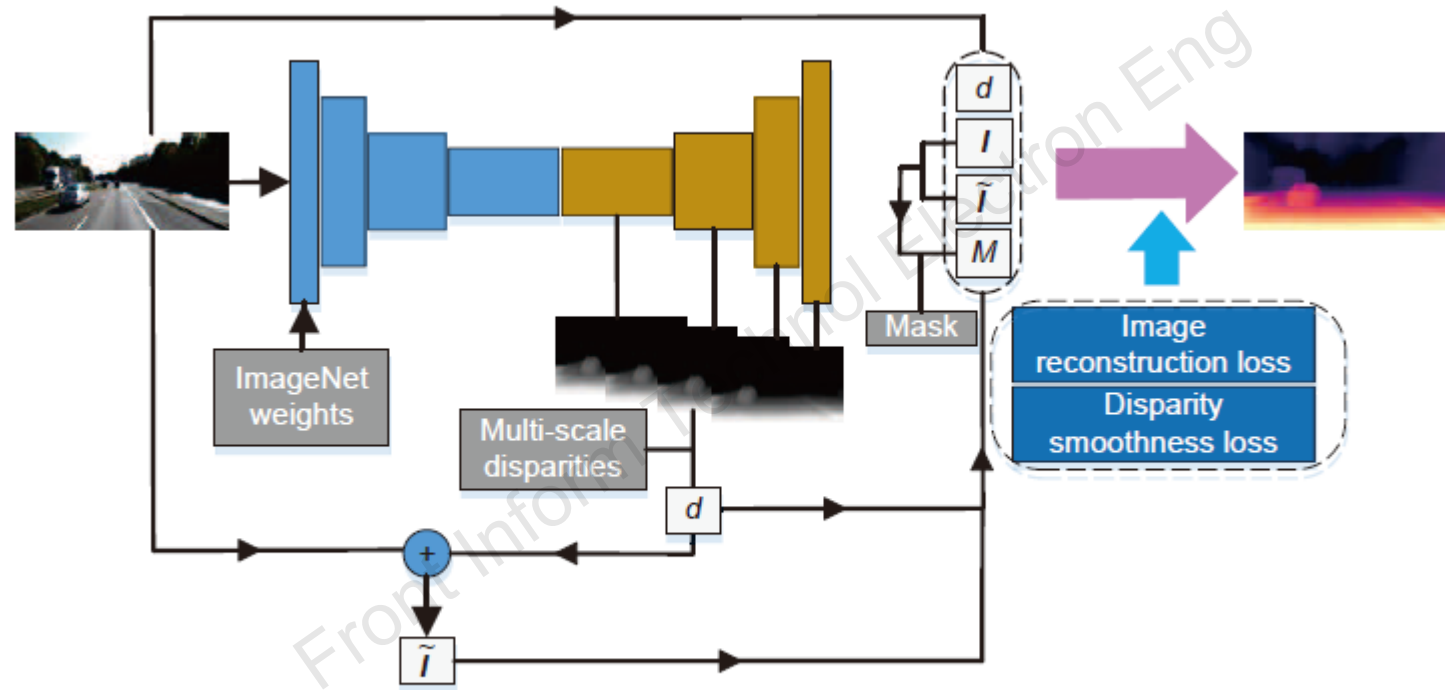 d
I
Ĩ
M
Mask
ImageNet
weights
Multi-scale
disparities
d
+
Ĩ
Image
reconstruction loss
Disparity
smoothness loss
Front Inform Technol Electron Eng